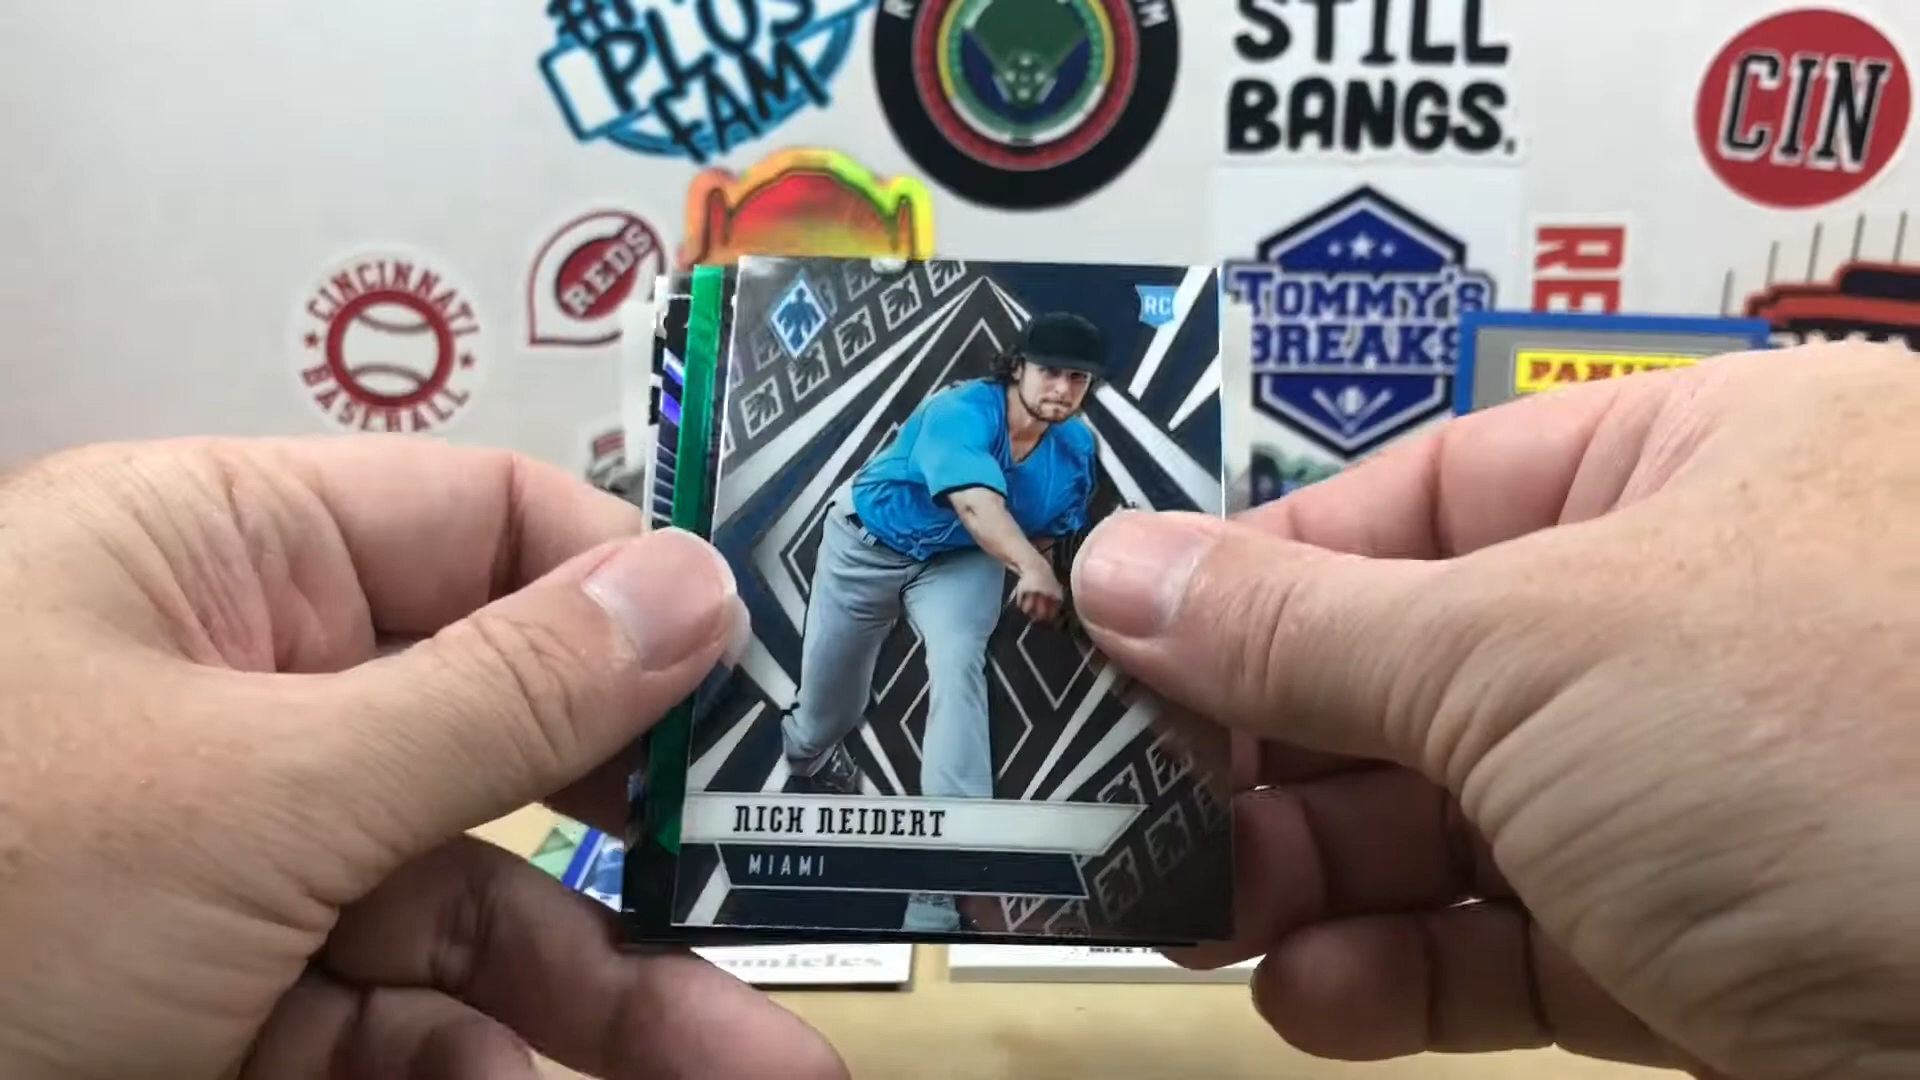 PLUS
FAM
STILL
BANGS.
CIN
CINCINNATI
BASEBALL
REDS
TOMMY'S
BREAKS
RC
NICK NEIDERT
MIAMI